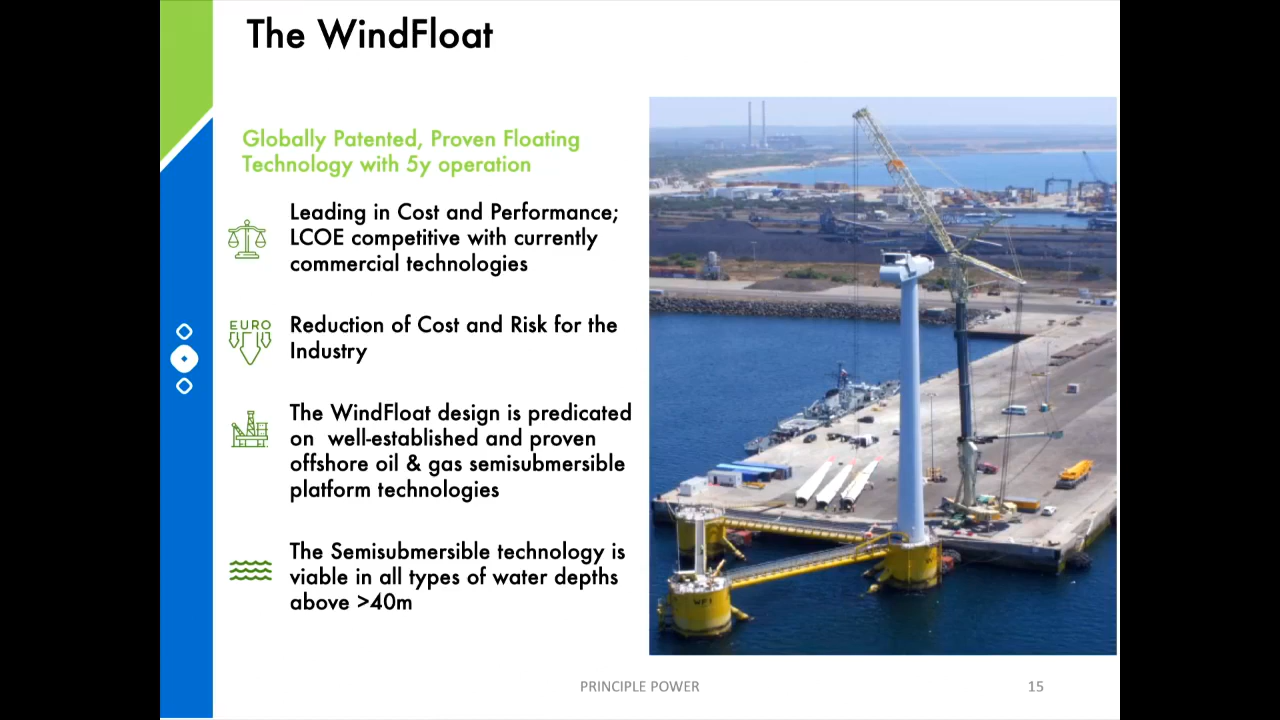 The WindFloat
Globally Patented, Proven Floating
Technology with 5y operation
Leading in Cost and Performance;
LCOE competitive with currently
commercial technologies
EURO
Reduction of Cost and Risk for the
Industry
The WindFloat design is predicated
on  well-established and proven
offshore oil & gas semisubmersible
platform technologies
The Semisubmersible technology is
viable in all types of water depths
above >40m
WF1
PRINCIPLE POWER
15